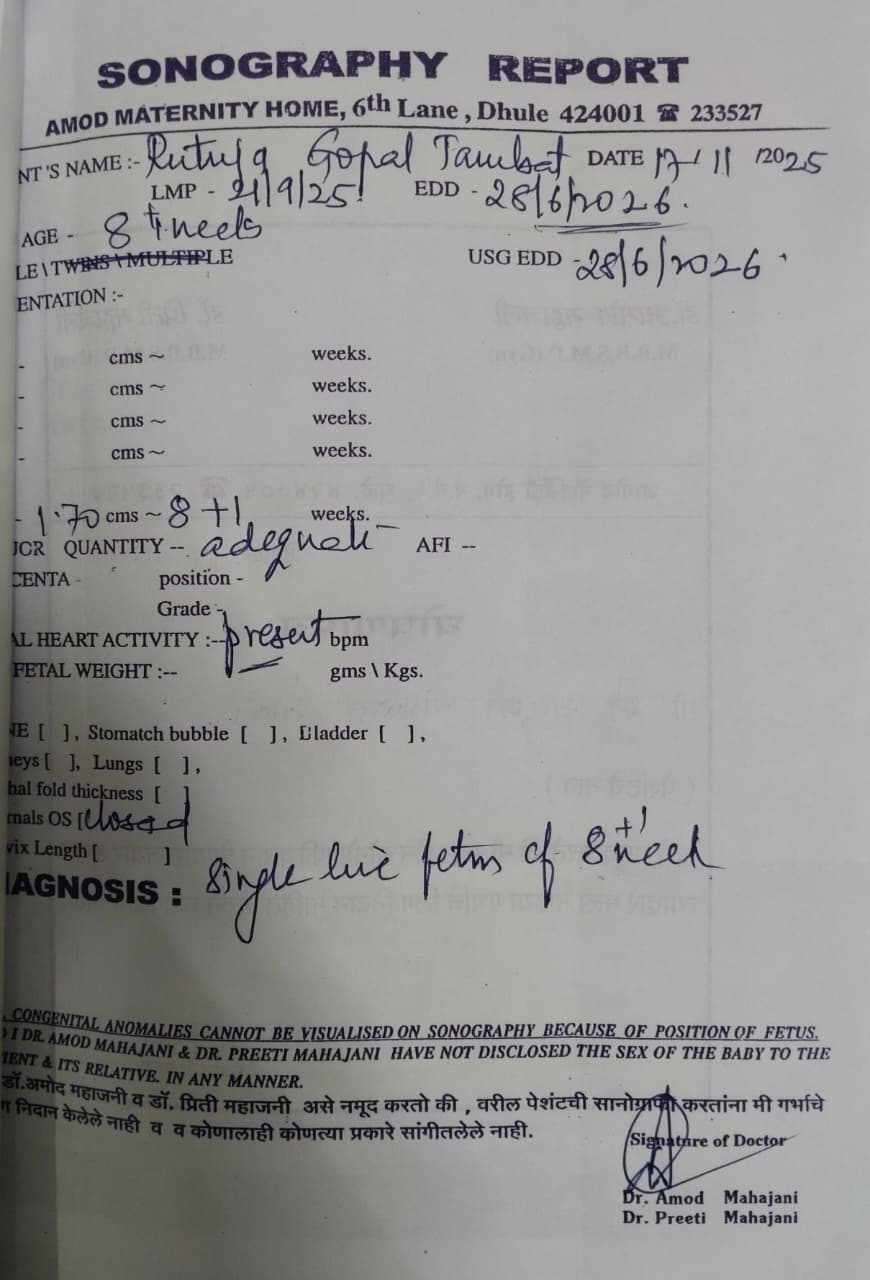 SONOGRAPHY REPORT
AMOD MATERNITY HOME, 6th Lane, Dhule 424001 ☎ 233527
NT'S NAME :- Rutuja Gopal Tambat DATE 17/11/2025
LMP - 21/9/25 EDD - 28/6/2026.
AGE - 8+1 weeks
LE \ TWINS \ MULTIPLE USG EDD - 28/6/2026
ENTATION :-
- cms ~ weeks.
- cms ~ weeks.
- cms ~ weeks.
- cms ~ weeks.
- 1.70 cms ~ 8+1 weeks.
QUANTITY -- adequate AFI --
CENTA - position -
Grade -
AL HEART ACTIVITY :-- present bpm
FETAL WEIGHT :-- gms \ Kgs.
NE [ ], Stomatch bubble [ ], Bladder [ ],
neys [ ], Lungs [ ],
hal fold thickness [ ]
rnals OS [closed
vix Length [ ]
IAGNOSIS : Single live fetus of 8+1 week
CONGENITAL ANOMALIES CANNOT BE VISUALISED ON SONOGRAPHY BECAUSE OF POSITION OF FETUS.
I DR. AMOD MAHAJANI & DR. PREETI MAHAJANI HAVE NOT DISCLOSED THE SEX OF THE BABY TO THE
IENT & ITS RELATIVE. IN ANY MANNER.
डॉ.अमोद महाजनी व डॉ. प्रिती महाजनी असे नमूद करतो की , वरील पेशंटची सानोग्राफी करतांना मी गर्भाचे
ग निदान केलेले नाही व व कोणालाही कोणत्या प्रकारे सांगीतलेले नाही.
Signature of Doctor
Dr. Amod Mahajani
Dr. Preeti Mahajani